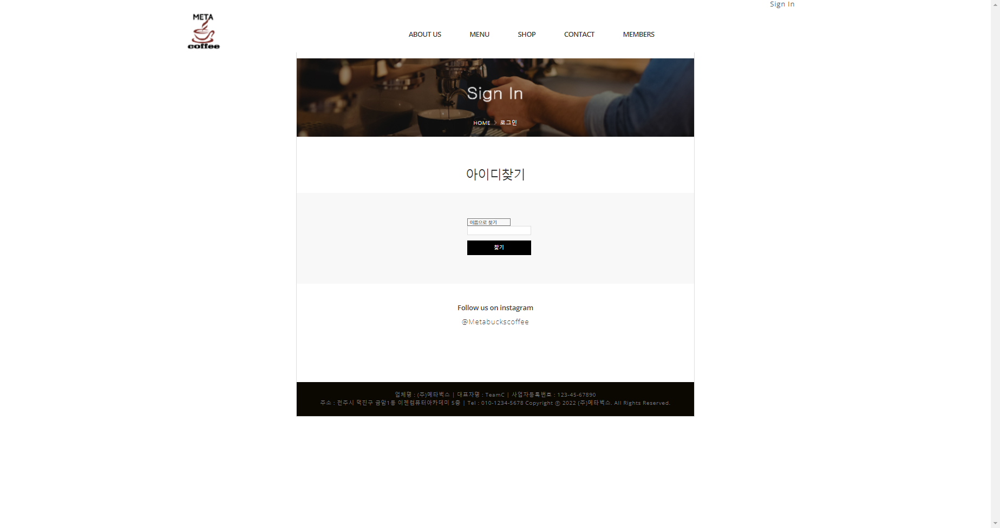 Sign In
META
coffee
ABOUT US
MENU
SHOP
CONTACT
MEMBERS
Sign In
HOME > 로그인
아이디찾기
이름으로 찾기
찾기
Follow us on instagram
@Metabuckscoffee
업체명 : (주)메타벅스 | 대표자명 : TeamC | 사업자등록번호 : 123-45-67890
주소 : 전주시 덕진구 금암1동 이젠컴퓨터아카데미 5층 | Tel : 010-1234-5678 Copyright ⓒ 2022 (주)메타벅스. All Rights Reserved.